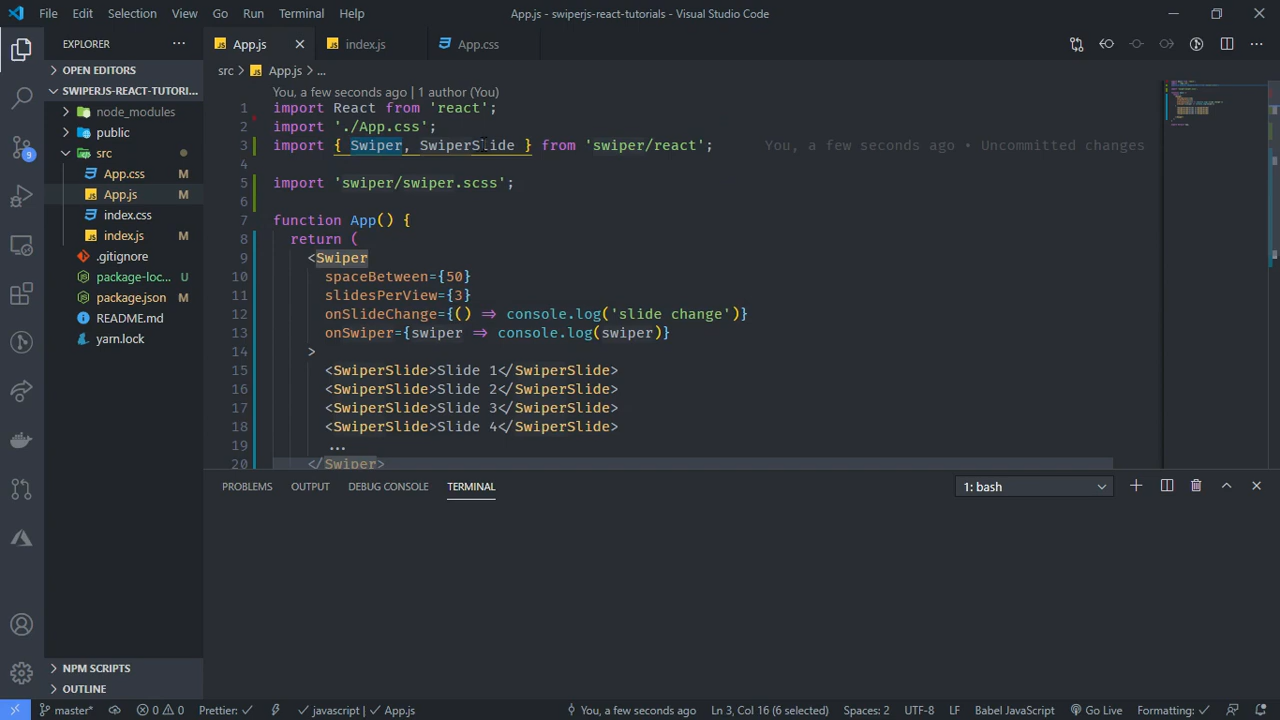 File Edit Selection View Go Run Terminal Help
App.js - swiperjs-react-tutorials - Visual Studio Code
EXPLORER
OPEN EDITORS
SWIPERJS-REACT-TUTORI...
node_modules
public
src
App.css M
App.js M
index.css
index.js M
.gitignore
package-loc... U
package.json M
README.md
yarn.lock
NPM SCRIPTS
OUTLINE
9
App.js index.js App.css
src > App.js > ...
You, a few seconds ago | 1 author (You)
1 import React from 'react';
2 import './App.css';
3 import { Swiper, SwiperSlide } from 'swiper/react'; You, a few seconds ago • Uncommitted changes
4
5 import 'swiper/swiper.scss';
6
7 function App() {
8 return (
9 <Swiper
10 spaceBetween={50}
11 slidesPerView={3}
12 onSlideChange={() => console.log('slide change')}
13 onSwiper={swiper => console.log(swiper)}
14 >
15 <SwiperSlide>Slide 1</SwiperSlide>
16 <SwiperSlide>Slide 2</SwiperSlide>
17 <SwiperSlide>Slide 3</SwiperSlide>
18 <SwiperSlide>Slide 4</SwiperSlide>
19 ...
20 </Swiper>
PROBLEMS OUTPUT DEBUG CONSOLE TERMINAL
1: bash
master* 0 0 Prettier: javascript | App.js
You, a few seconds ago Ln 3, Col 16 (6 selected) Spaces: 2 UTF-8 LF Babel JavaScript Go Live Formatting: